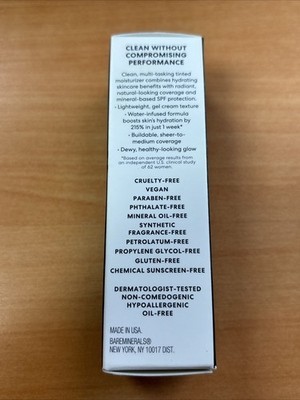 CLEAN WITHOUT
COMPROMISING
PERFORMANCE
Clean, multi-tasking tinted
moisturizer combines hydrating
skincare benefits with radiant,
natural-looking coverage and
mineral-based SPF protection.
• Lightweight, gel cream texture
• Water-infused formula
boosts skin's hydration by
215% in just 1 week*
• Buildable, sheer-to-
medium coverage
• Dewy, healthy-looking glow
*Based on average results from
an independent U.S. clinical study
of 62 women.
CRUELTY-FREE
VEGAN
PARABEN-FREE
PHTHALATE-FREE
MINERAL OIL-FREE
SYNTHETIC
FRAGRANCE-FREE
PETROLATUM-FREE
PROPYLENE GLYCOL-FREE
GLUTEN-FREE
CHEMICAL SUNSCREEN-FREE
DERMATOLOGIST-TESTED
NON-COMEDOGENIC
HYPOALLERGENIC
OIL-FREE
MADE IN USA.
BAREMINERALS®
NEW YORK, NY 10017 DIST.